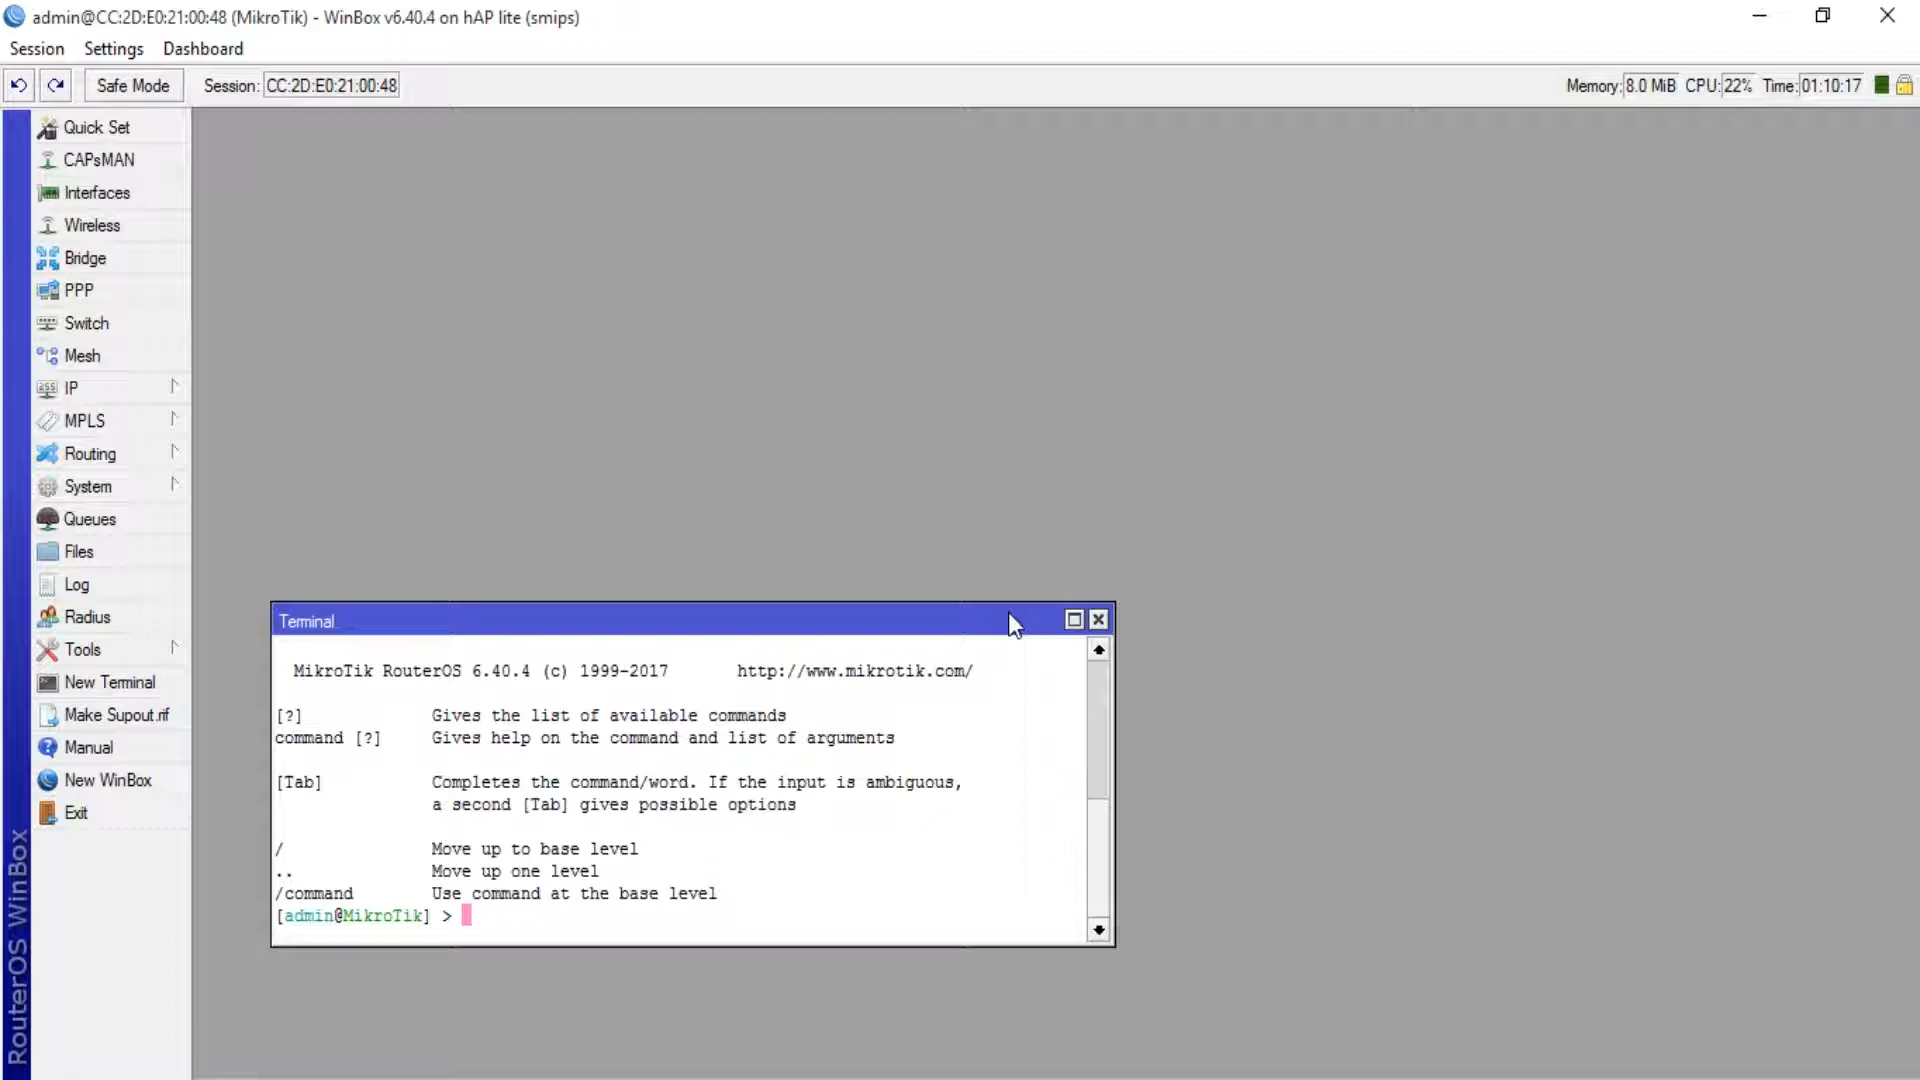 admin@CC:2D:E0:21:00:48 (MikroTik) - WinBox v6.40.4 on hAP lite (smips)
Session Settings Dashboard
Safe Mode Session: CC:2D:E0:21:00:48 Memory: 8.0 MiB CPU: 22% Time: 01:10:17
Quick Set
CAPsMAN
Interfaces
Wireless
Bridge
PPP
Switch
Mesh
IP
MPLS
Routing
System
Queues
Files
Log
Radius
Tools
New Terminal
Make Supout.rif
Manual
New WinBox
Exit
RouterOS WinBox
Terminal
MikroTik RouterOS 6.40.4 (c) 1999-2017 http://www.mikrotik.com/
[?] Gives the list of available commands
command [?] Gives help on the command and list of arguments
[Tab] Completes the command/word. If the input is ambiguous,
a second [Tab] gives possible options
/ Move up to base level
.. Move up one level
/command Use command at the base level
[admin@MikroTik] >